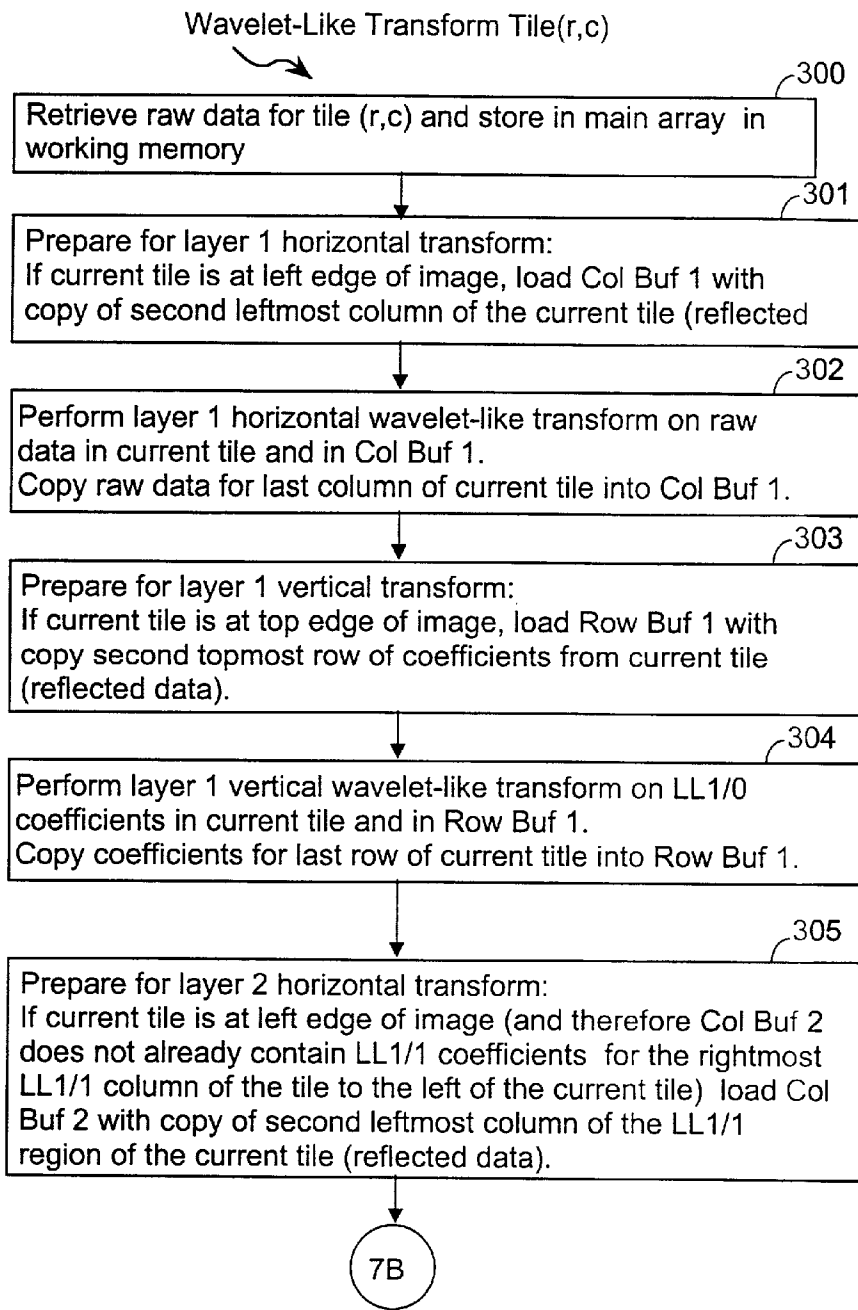 Wavelet-Like Transform Tile(r,c)
300
Retrieve raw data for tile (r,c) and store in main array in
working memory
301
Prepare for layer 1 horizontal transform:
If current tile is at left edge of image, load Col Buf 1 with
copy of second leftmost column of the current tile (reflected
302
Perform layer 1 horizontal wavelet-like transform on raw
data in current tile and in Col Buf 1.
Copy raw data for last column of current tile into Col Buf 1.
303
Prepare for layer 1 vertical transform:
If current tile is at top edge of image, load Row Buf 1 with
copy second topmost row of coefficients from current tile
(reflected data).
304
Perform layer 1 vertical wavelet-like transform on LL1/0
coefficients in current tile and in Row Buf 1.
Copy coefficients for last row of current title into Row Buf 1.
305
Prepare for layer 2 horizontal transform:
If current tile is at left edge of image (and therefore Col Buf 2
does not already contain LL1/1 coefficients for the rightmost
LL1/1 column of the tile to the left of the current tile) load Col
Buf 2 with copy of second leftmost column of the LL1/1
region of the current tile (reflected data).
7B